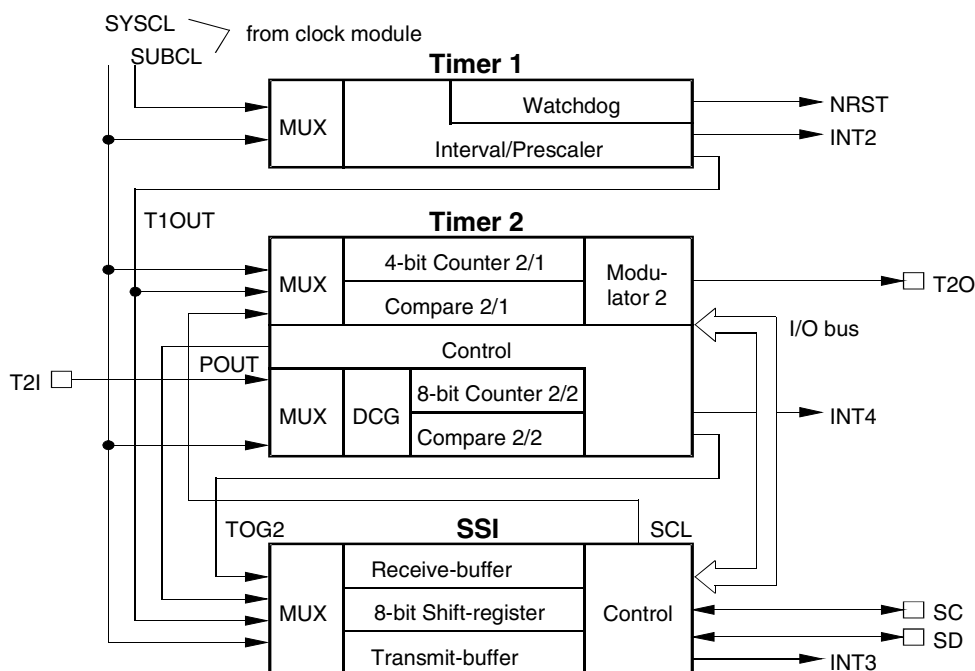 SYSCL
from clock module
SUBCL
Timer 1
Watchdog
NRST
MUX
INT2
Interval/Prescaler
T1OUT
Timer 2
4-bit Counter 2/1
MUX
Modu-
lator 2
T2O
Compare 2/1
I/O bus
Control
POUT
T2I
8-bit Counter 2/2
MUX
DCG
INT4
Compare 2/2
TOG2
SSI
SCL
Receive-buffer
MUX
8-bit Shift-register
Control
SC
SD
Transmit-buffer
INT3